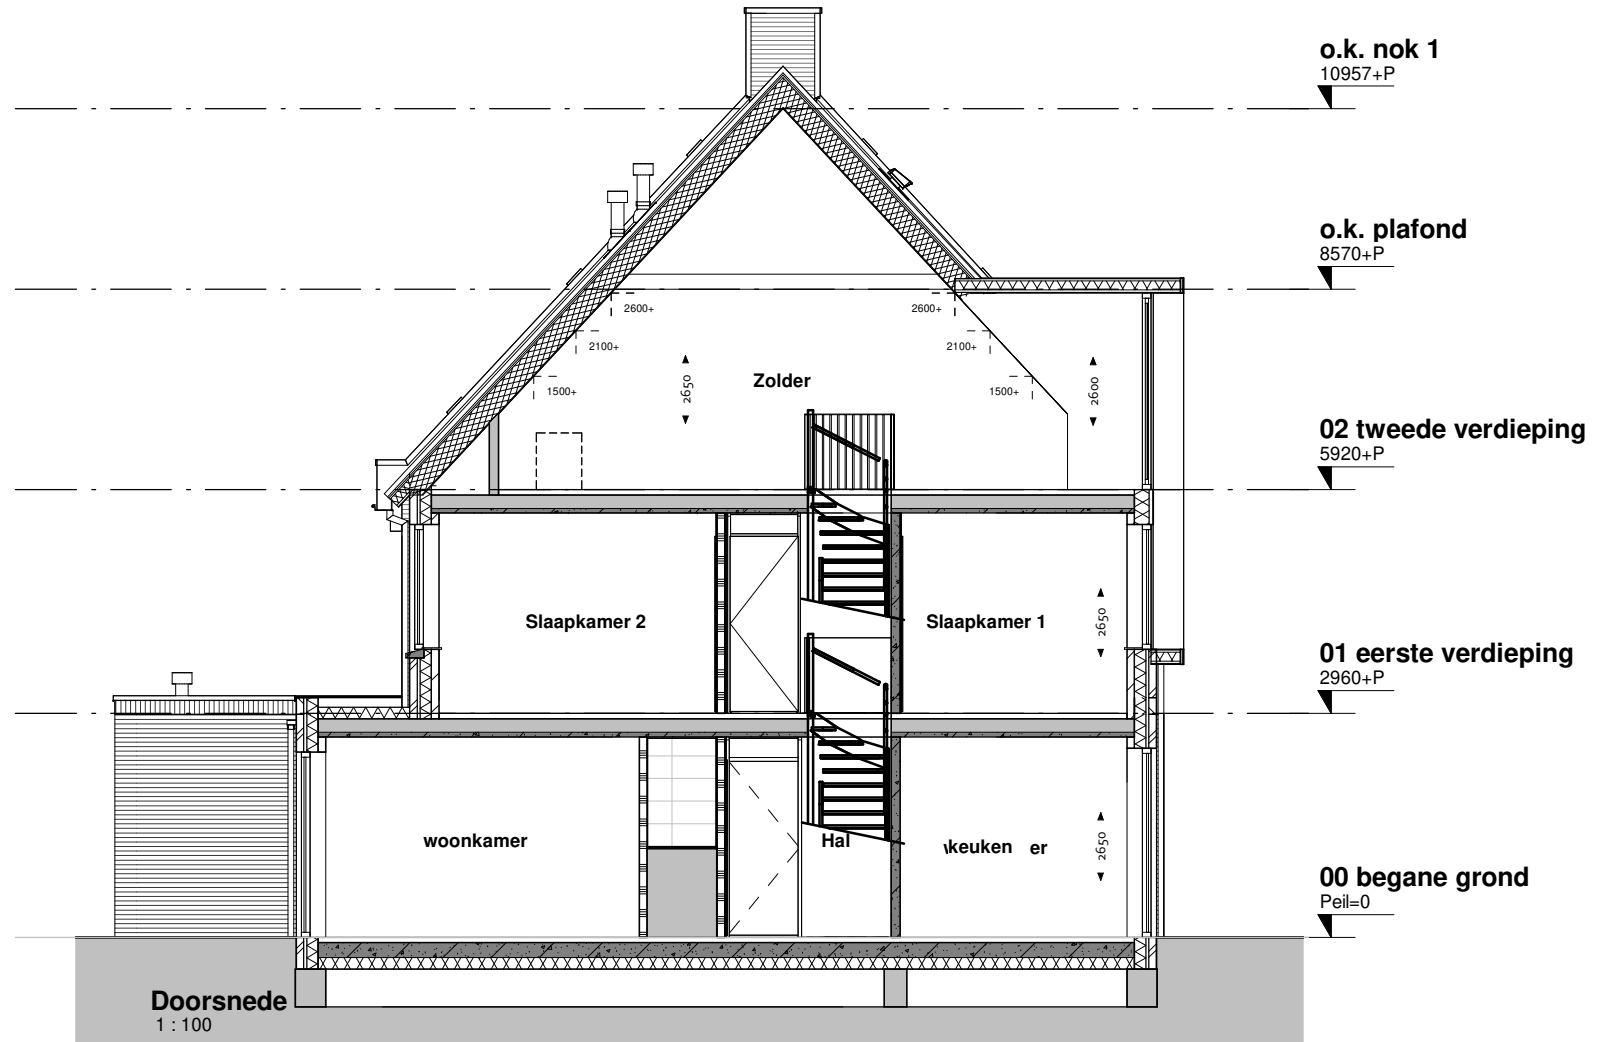 o.k. nok 1
10957+P
o.k. plafond
8570+P
2600+
2600+
2100+
2100+
2650
Zolder
2600
1500+
1500+
02 tweede verdieping
5920+P
Slaapkamer 2
Slaapkamer 1
2650
01 eerste verdieping
2960+P
woonkamer
Hal
keuken er
2650
00 begane grond
Peil=0
Doorsnede
1 : 100